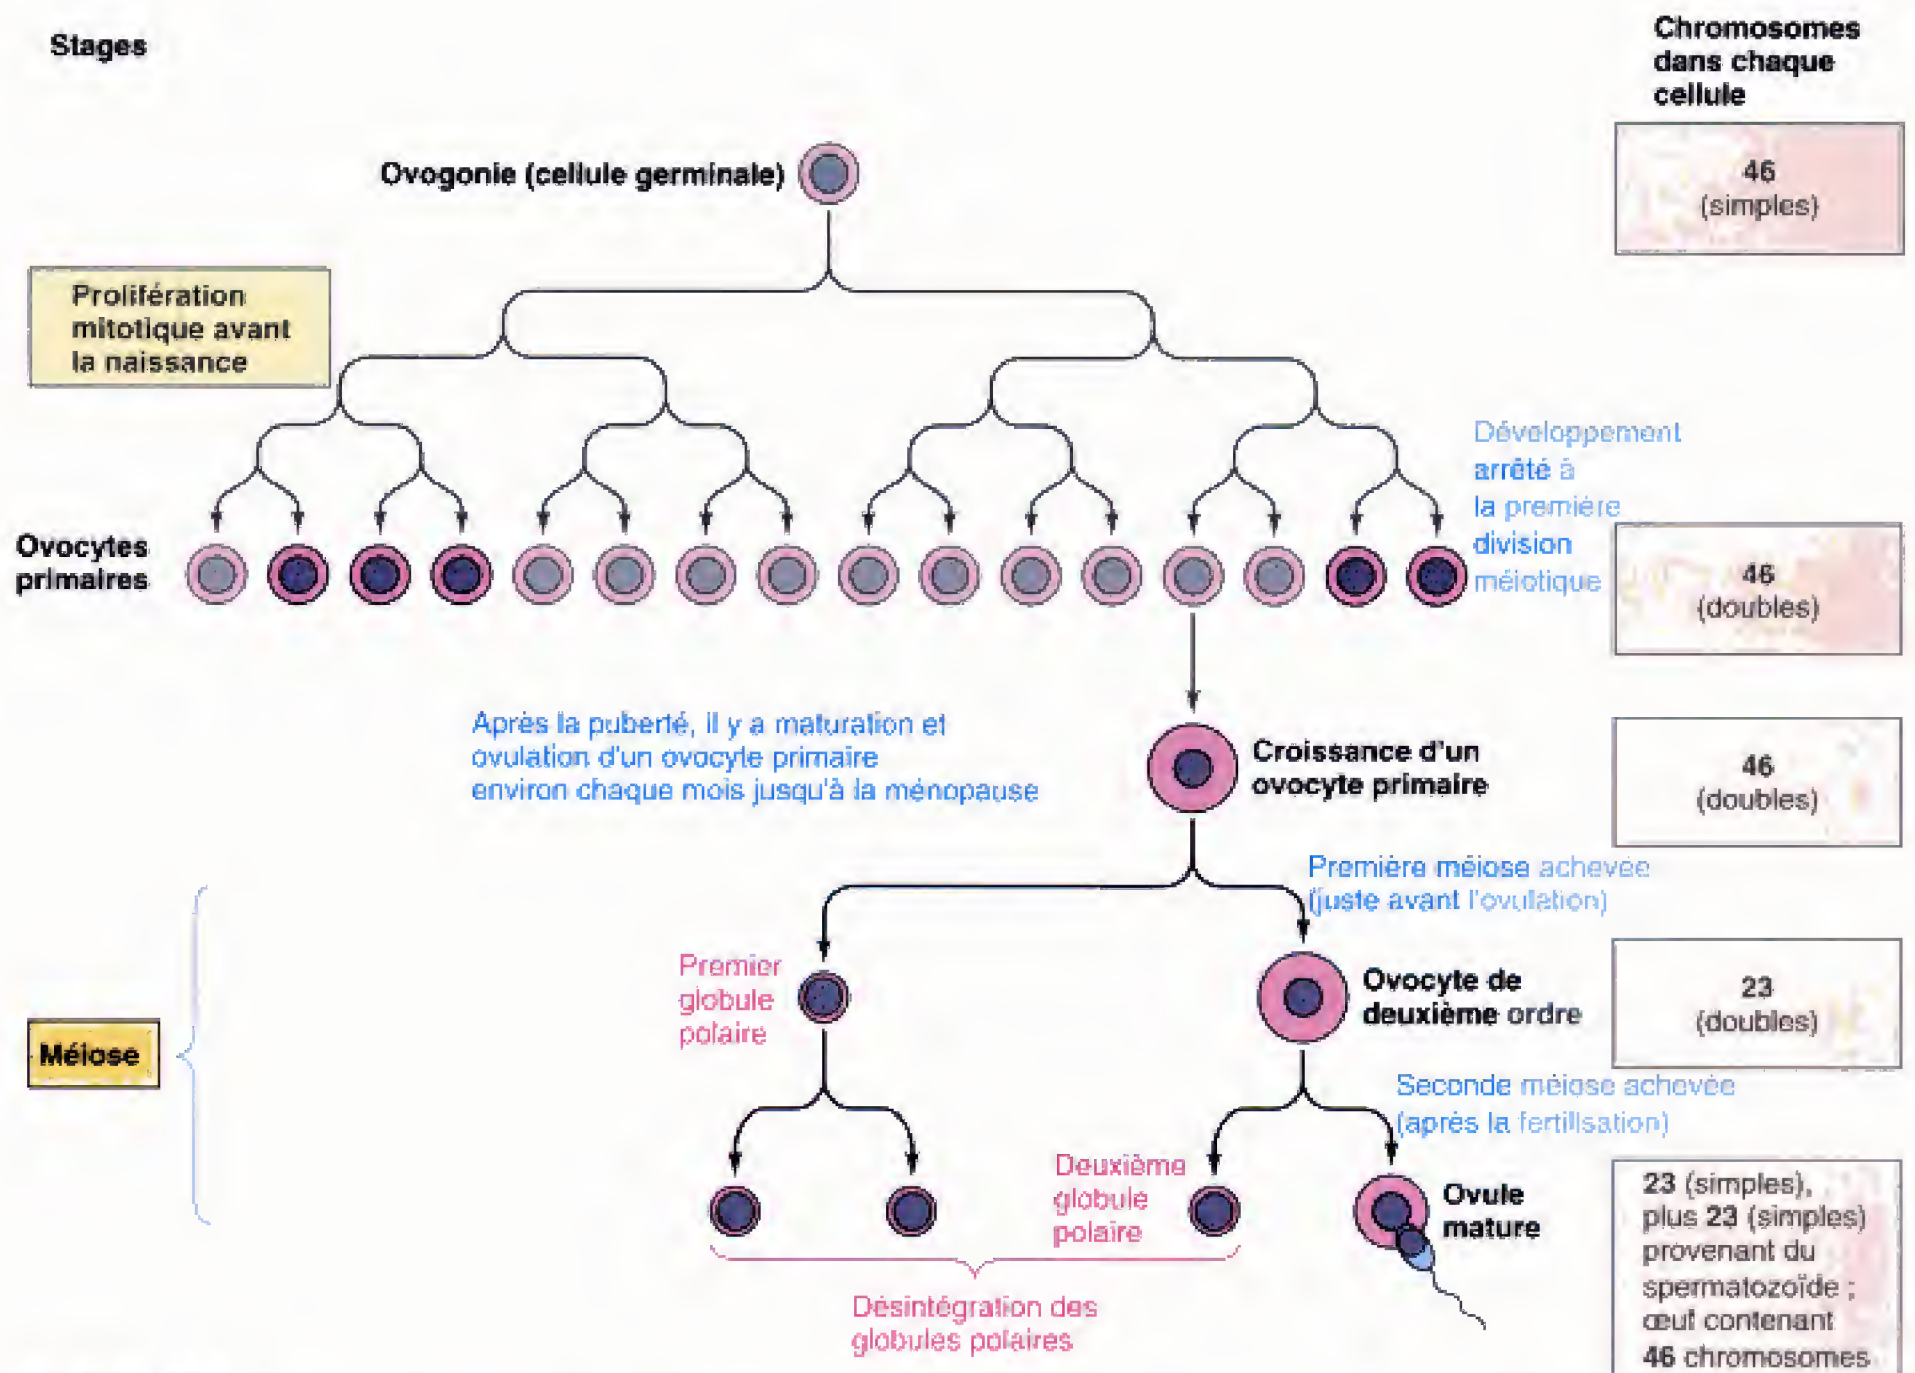 Stages
Chromosomes
dans chaque
cellule
Ovogonie (cellule germinale)
46
(simples)
Prolifération
mitotique avant
la naissance
Développement
arrêté à
la première
division
méiotique
Ovocytes
primaires
46
(doubles)
Après la puberté, il y a maturation et
ovulation d'un ovocyte primaire
environ chaque mois jusqu'à la ménopause
Croissance d'un
ovocyte primaire
46
(doubles)
Première méiose achevée
(juste avant l'ovulation)
Premier
globule
polaire
Ovocyte de
deuxième ordre
23
(doubles)
Méiose
Seconde méiose achevée
(après la fertilisation)
Deuxième
globule
polaire
Ovule
mature
23 (simples),
plus 23 (simples)
provenant du
spermatozoïde ;
œuf contenant
46 chromosomes
Désintégration des
globules polaires